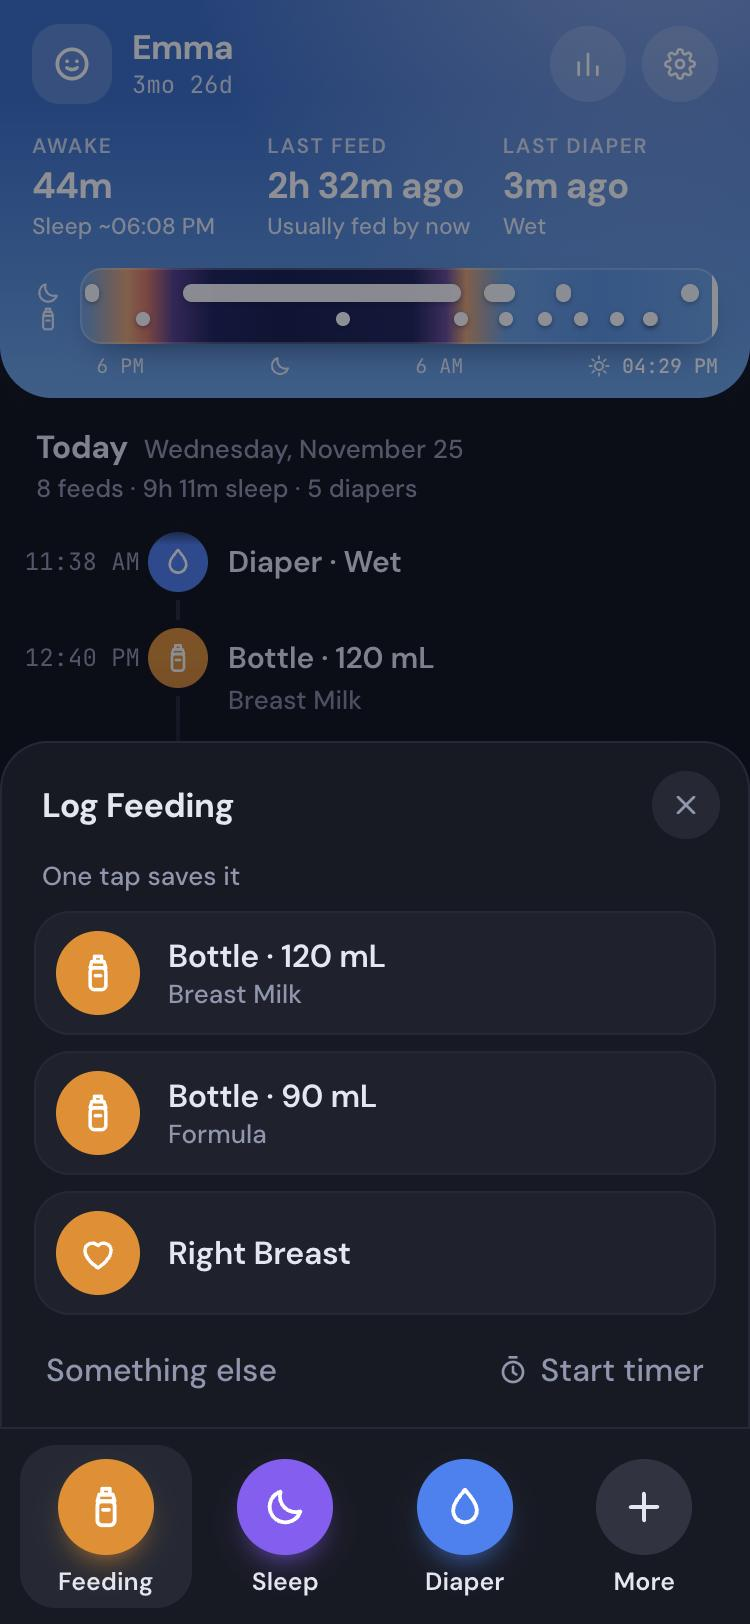 Emma
3mo 26d
AWAKE
44m
Sleep ~06:08 PM
LAST FEED
2h 32m ago
Usually fed by now
LAST DIAPER
3m ago
Wet
6 PM
6 AM
04:29 PM
Today Wednesday, November 25
8 feeds · 9h 11m sleep · 5 diapers
11:38 AM Diaper · Wet
12:40 PM Bottle · 120 mL
Breast Milk
Log Feeding
One tap saves it
Bottle · 120 mL
Breast Milk
Bottle · 90 mL
Formula
Right Breast
Something else
Start timer
Feeding
Sleep
Diaper
More